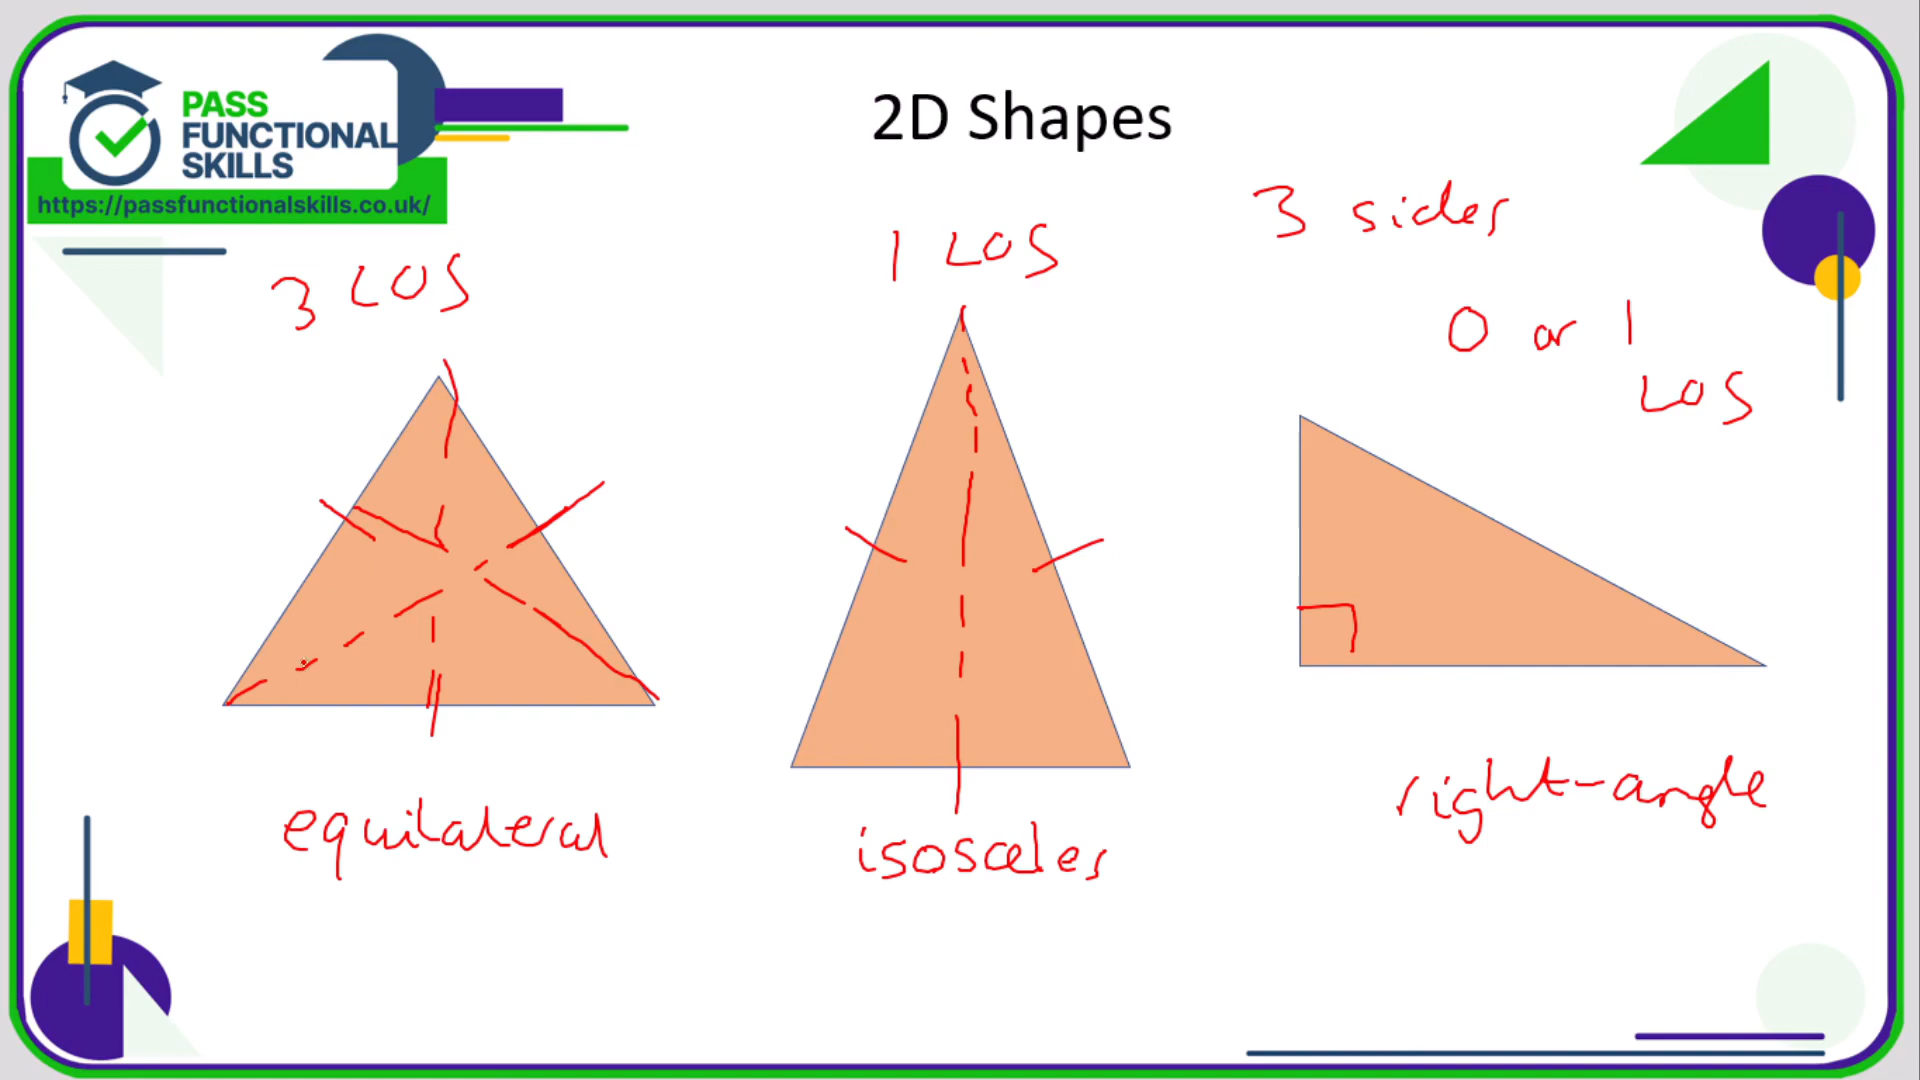 PASS
FUNCTIONAL
SKILLS
https://passfunctionalskills.co.uk/
2D Shapes
3 sides
3 LOS
1 LOS
0 or 1
LOS
equilateral
isosceles
right-angle